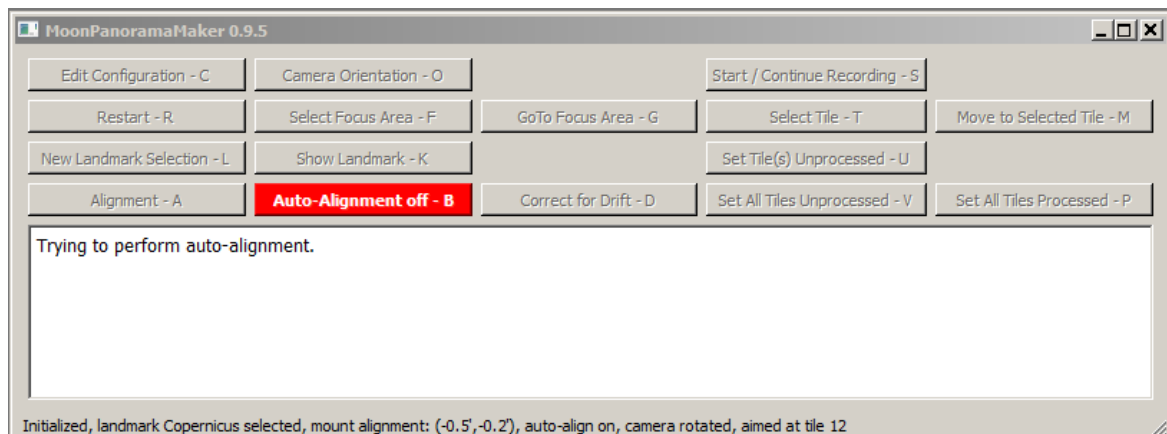 MoonPanoramaMaker 0.9.5
Edit Configuration - C Camera Orientation - O Start / Continue Recording - S
Restart - R Select Focus Area - F GoTo Focus Area - G Select Tile - T Move to Selected Tile - M
New Landmark Selection - L Show Landmark - K Set Tile(s) Unprocessed - U
Alignment - A Auto-Alignment off - B Correct for Drift - D Set All Tiles Unprocessed - V Set All Tiles Processed - P
Trying to perform auto-alignment.
Initialized, landmark Copernicus selected, mount alignment: (-0.5',-0.2'), auto-align on, camera rotated, aimed at tile 12